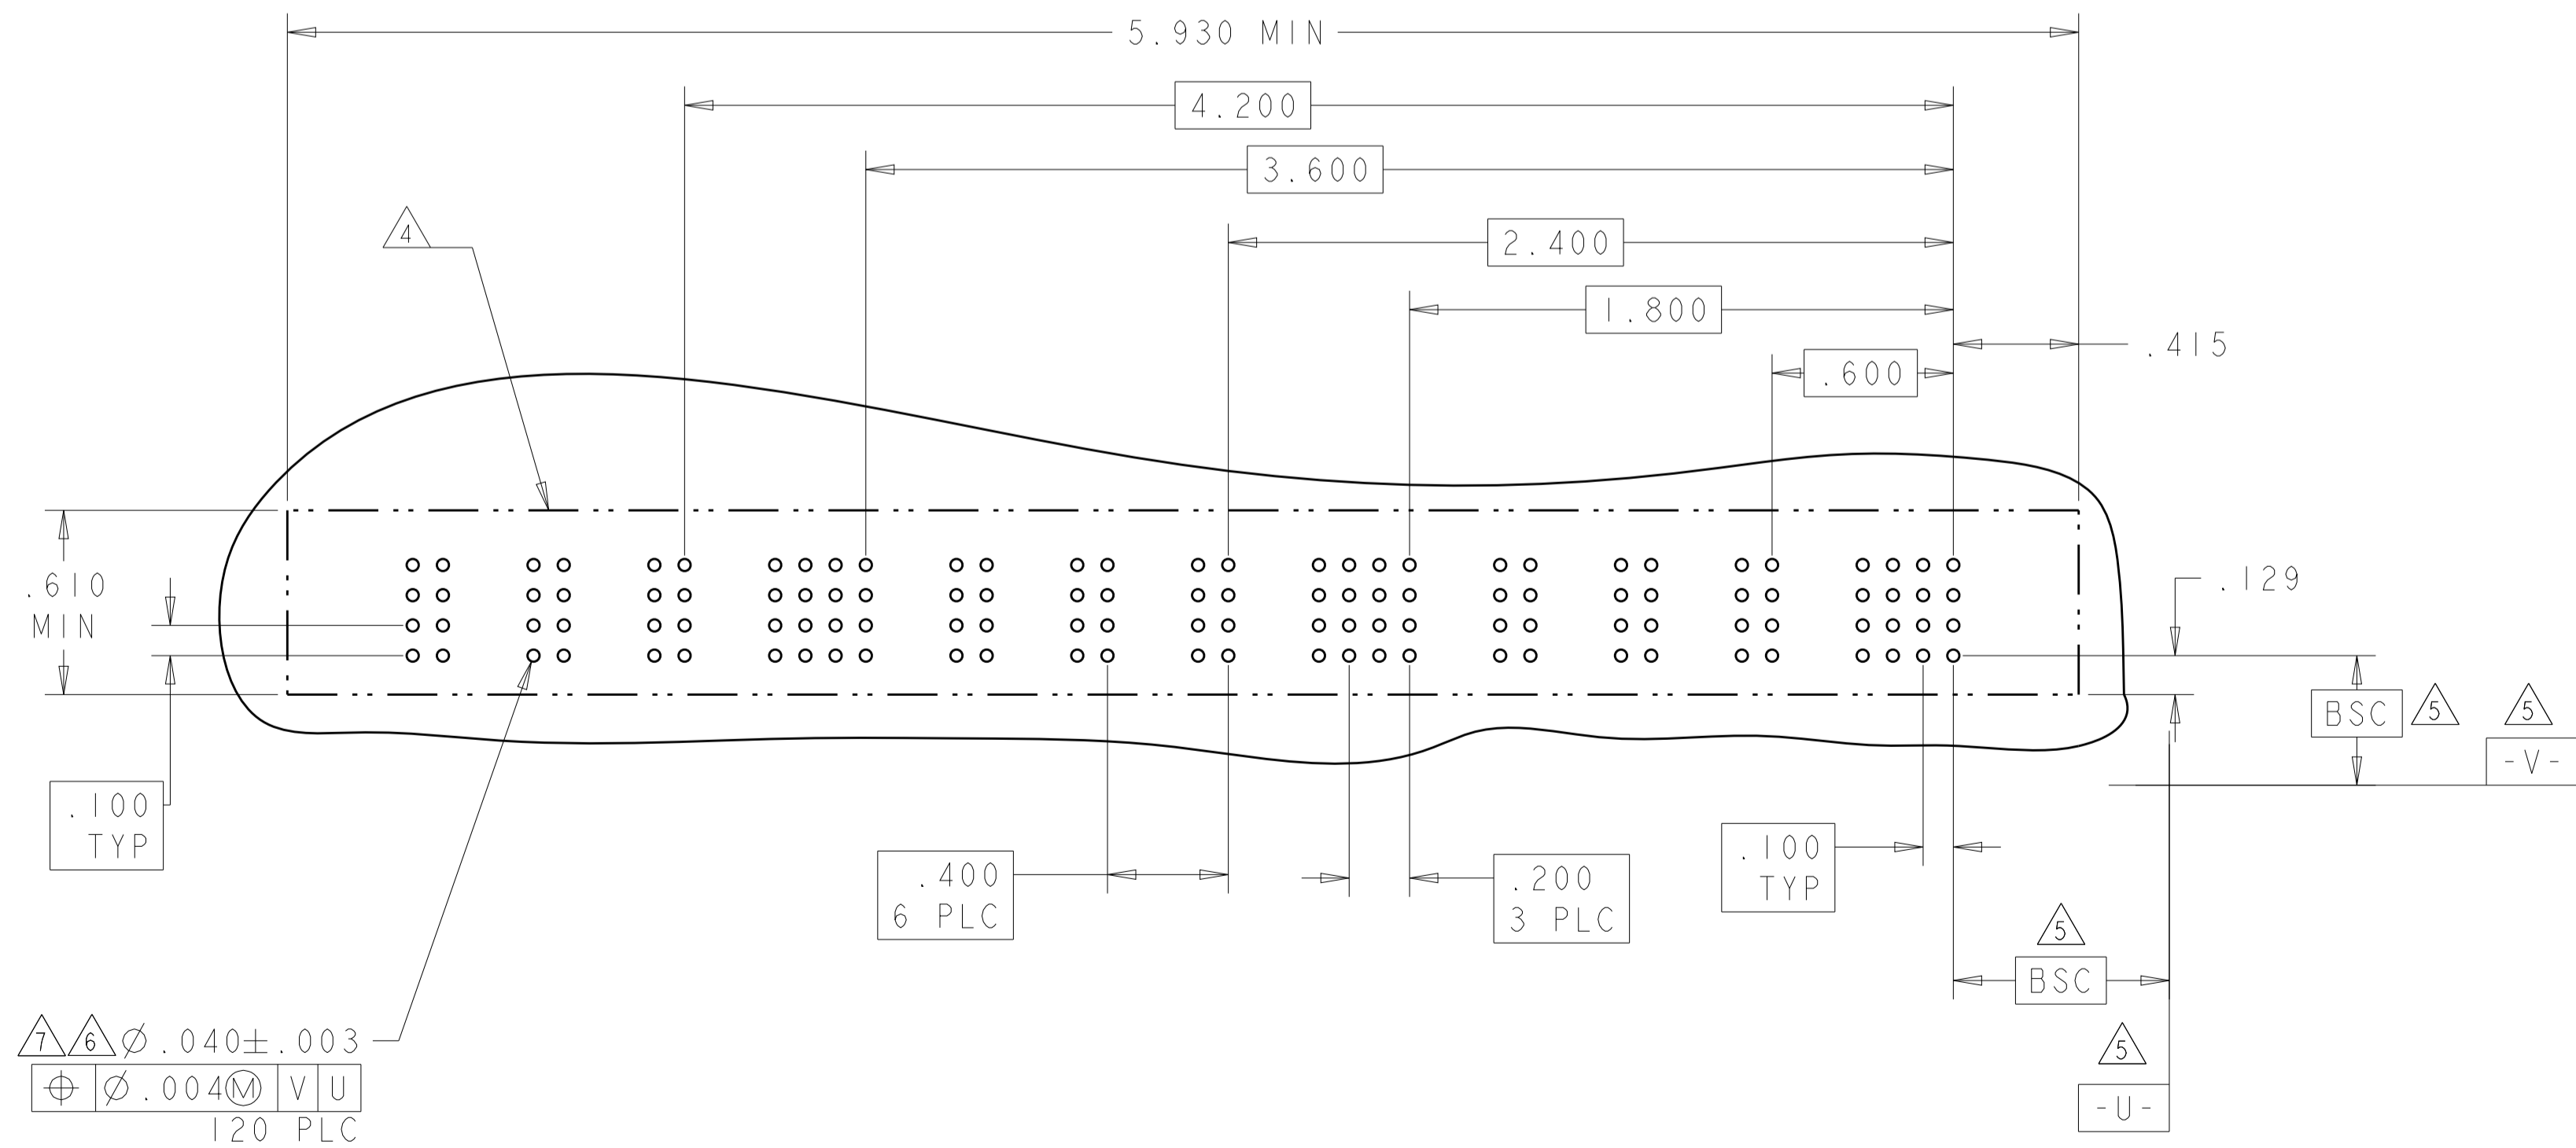 5.930 MIN
4.200
3.600
4
2.400
1.800
.415
.600
.610
MIN
.129
BSC 5 5
-V-
.100
TYP
.400
6 PLC
.200
3 PLC
.100
TYP
5
BSC
7 6 Ø.040±.003
⌖ Ø.004Ⓜ V U
120 PLC
5
-U-